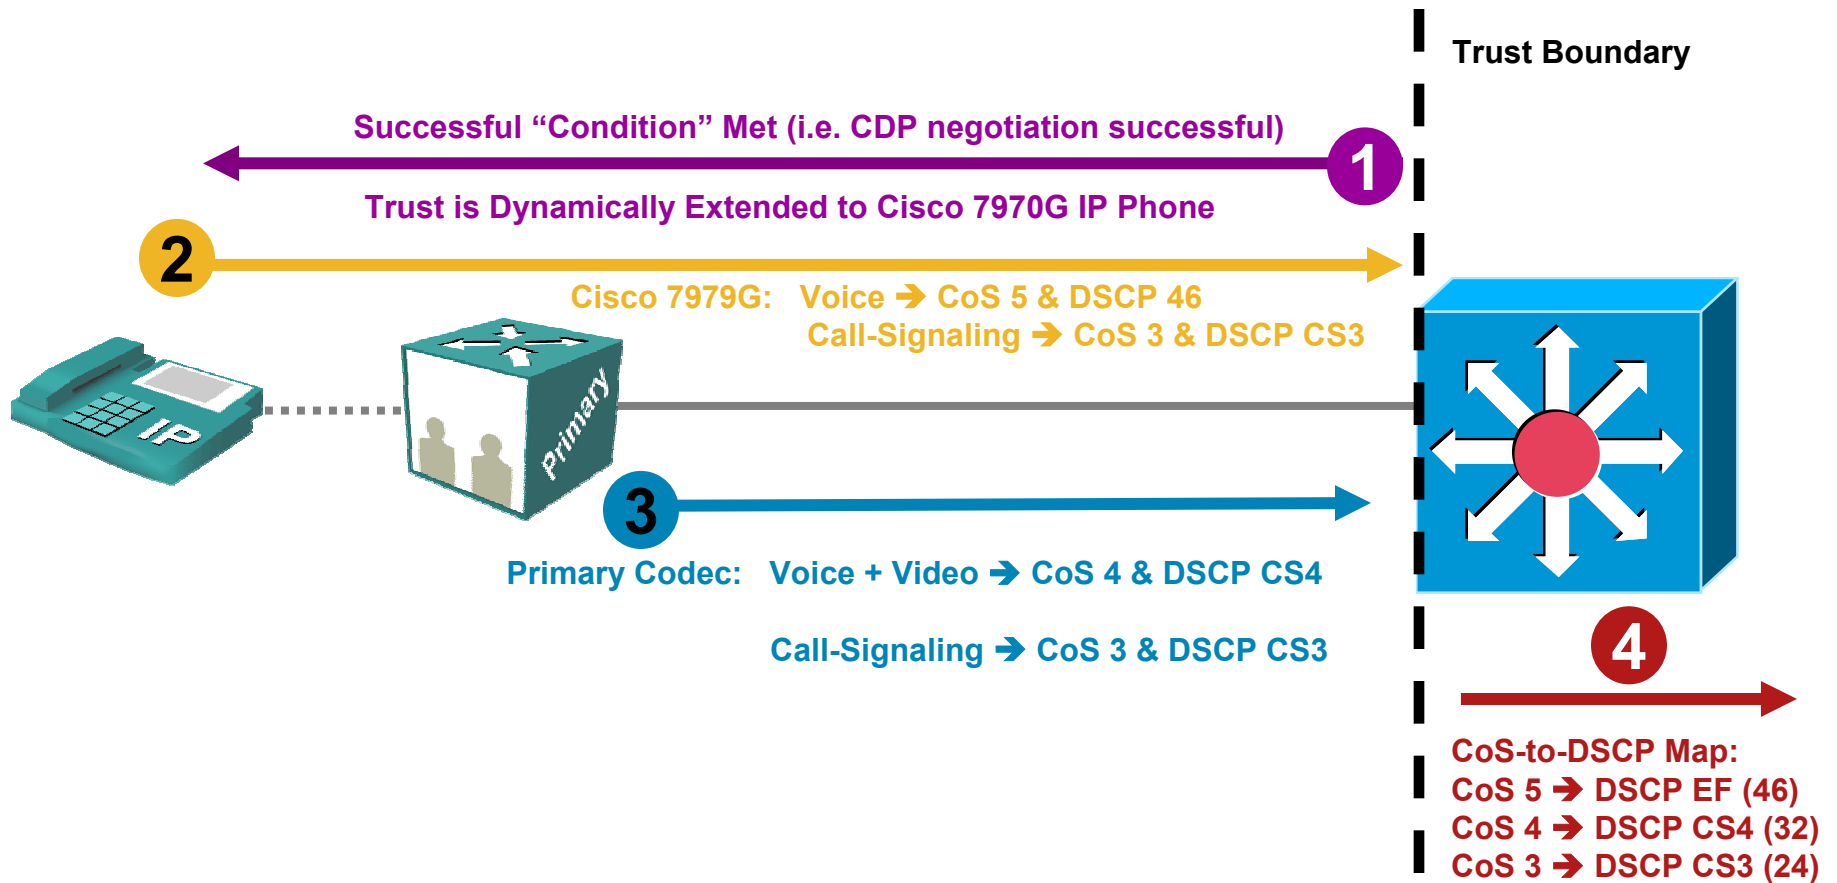 Trust Boundary
Successful “Condition” Met (i.e. CDP negotiation successful)
1
Trust is Dynamically Extended to Cisco 7970G IP Phone
2
Cisco 7979G: Voice ➔ CoS 5 & DSCP 46
Call-Signaling ➔ CoS 3 & DSCP CS3
IP
Primary
3
Primary Codec: Voice + Video ➔ CoS 4 & DSCP CS4
Call-Signaling ➔ CoS 3 & DSCP CS3
4
CoS-to-DSCP Map:
CoS 5 ➔ DSCP EF (46)
CoS 4 ➔ DSCP CS4 (32)
CoS 3 ➔ DSCP CS3 (24)